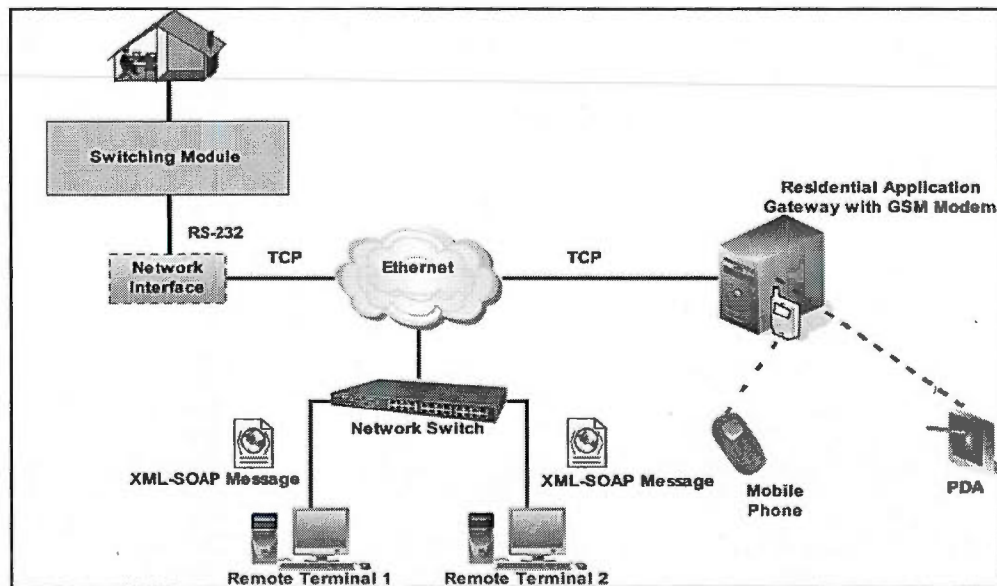 Switching Module
Residential Application
Gateway with GSM Modem
RS-232
Network
Interface
TCP
Ethernet
TCP
Network Switch
XML-SOAP Message
XML-SOAP Message
Mobile
Phone
PDA
Remote Terminal 1
Remote Terminal 2